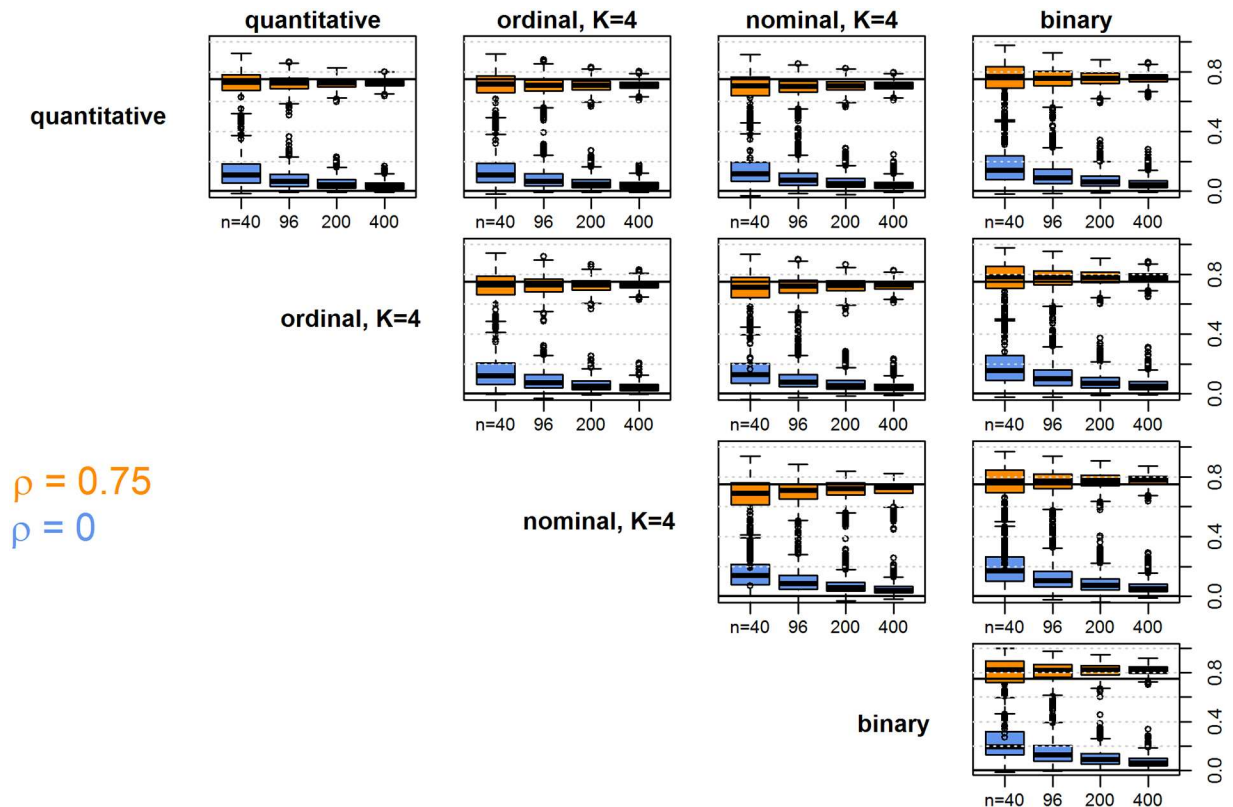 quantitative ordinal, K=4 nominal, K=4 binary
quantitative
0.0 0.4 0.8
n=40 96 200 400 n=40 96 200 400 n=40 96 200 400 n=40 96 200 400
ordinal, K=4
0.0 0.4 0.8
n=40 96 200 400 n=40 96 200 400 n=40 96 200 400
ρ = 0.75
ρ = 0
nominal, K=4
0.0 0.4 0.8
n=40 96 200 400 n=40 96 200 400
binary
0.0 0.4 0.8
n=40 96 200 400